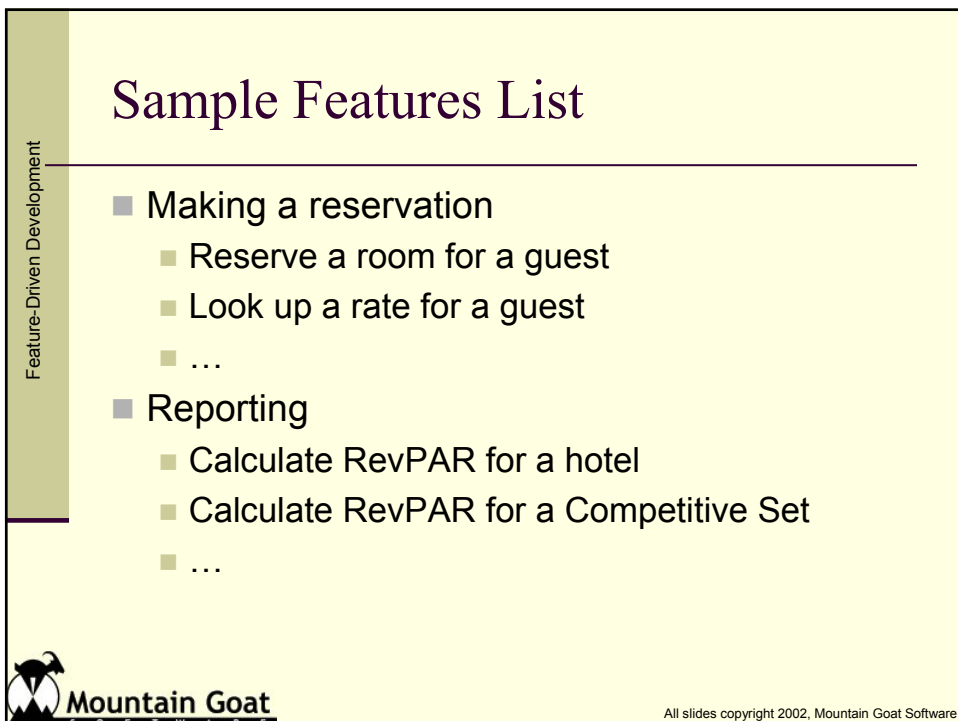 Feature-Driven Development
Sample Features List
Making a reservation
Reserve a room for a guest
Look up a rate for a guest
…
Reporting
Calculate RevPAR for a hotel
Calculate RevPAR for a Competitive Set
…
Mountain Goat
All slides copyright 2002, Mountain Goat Software